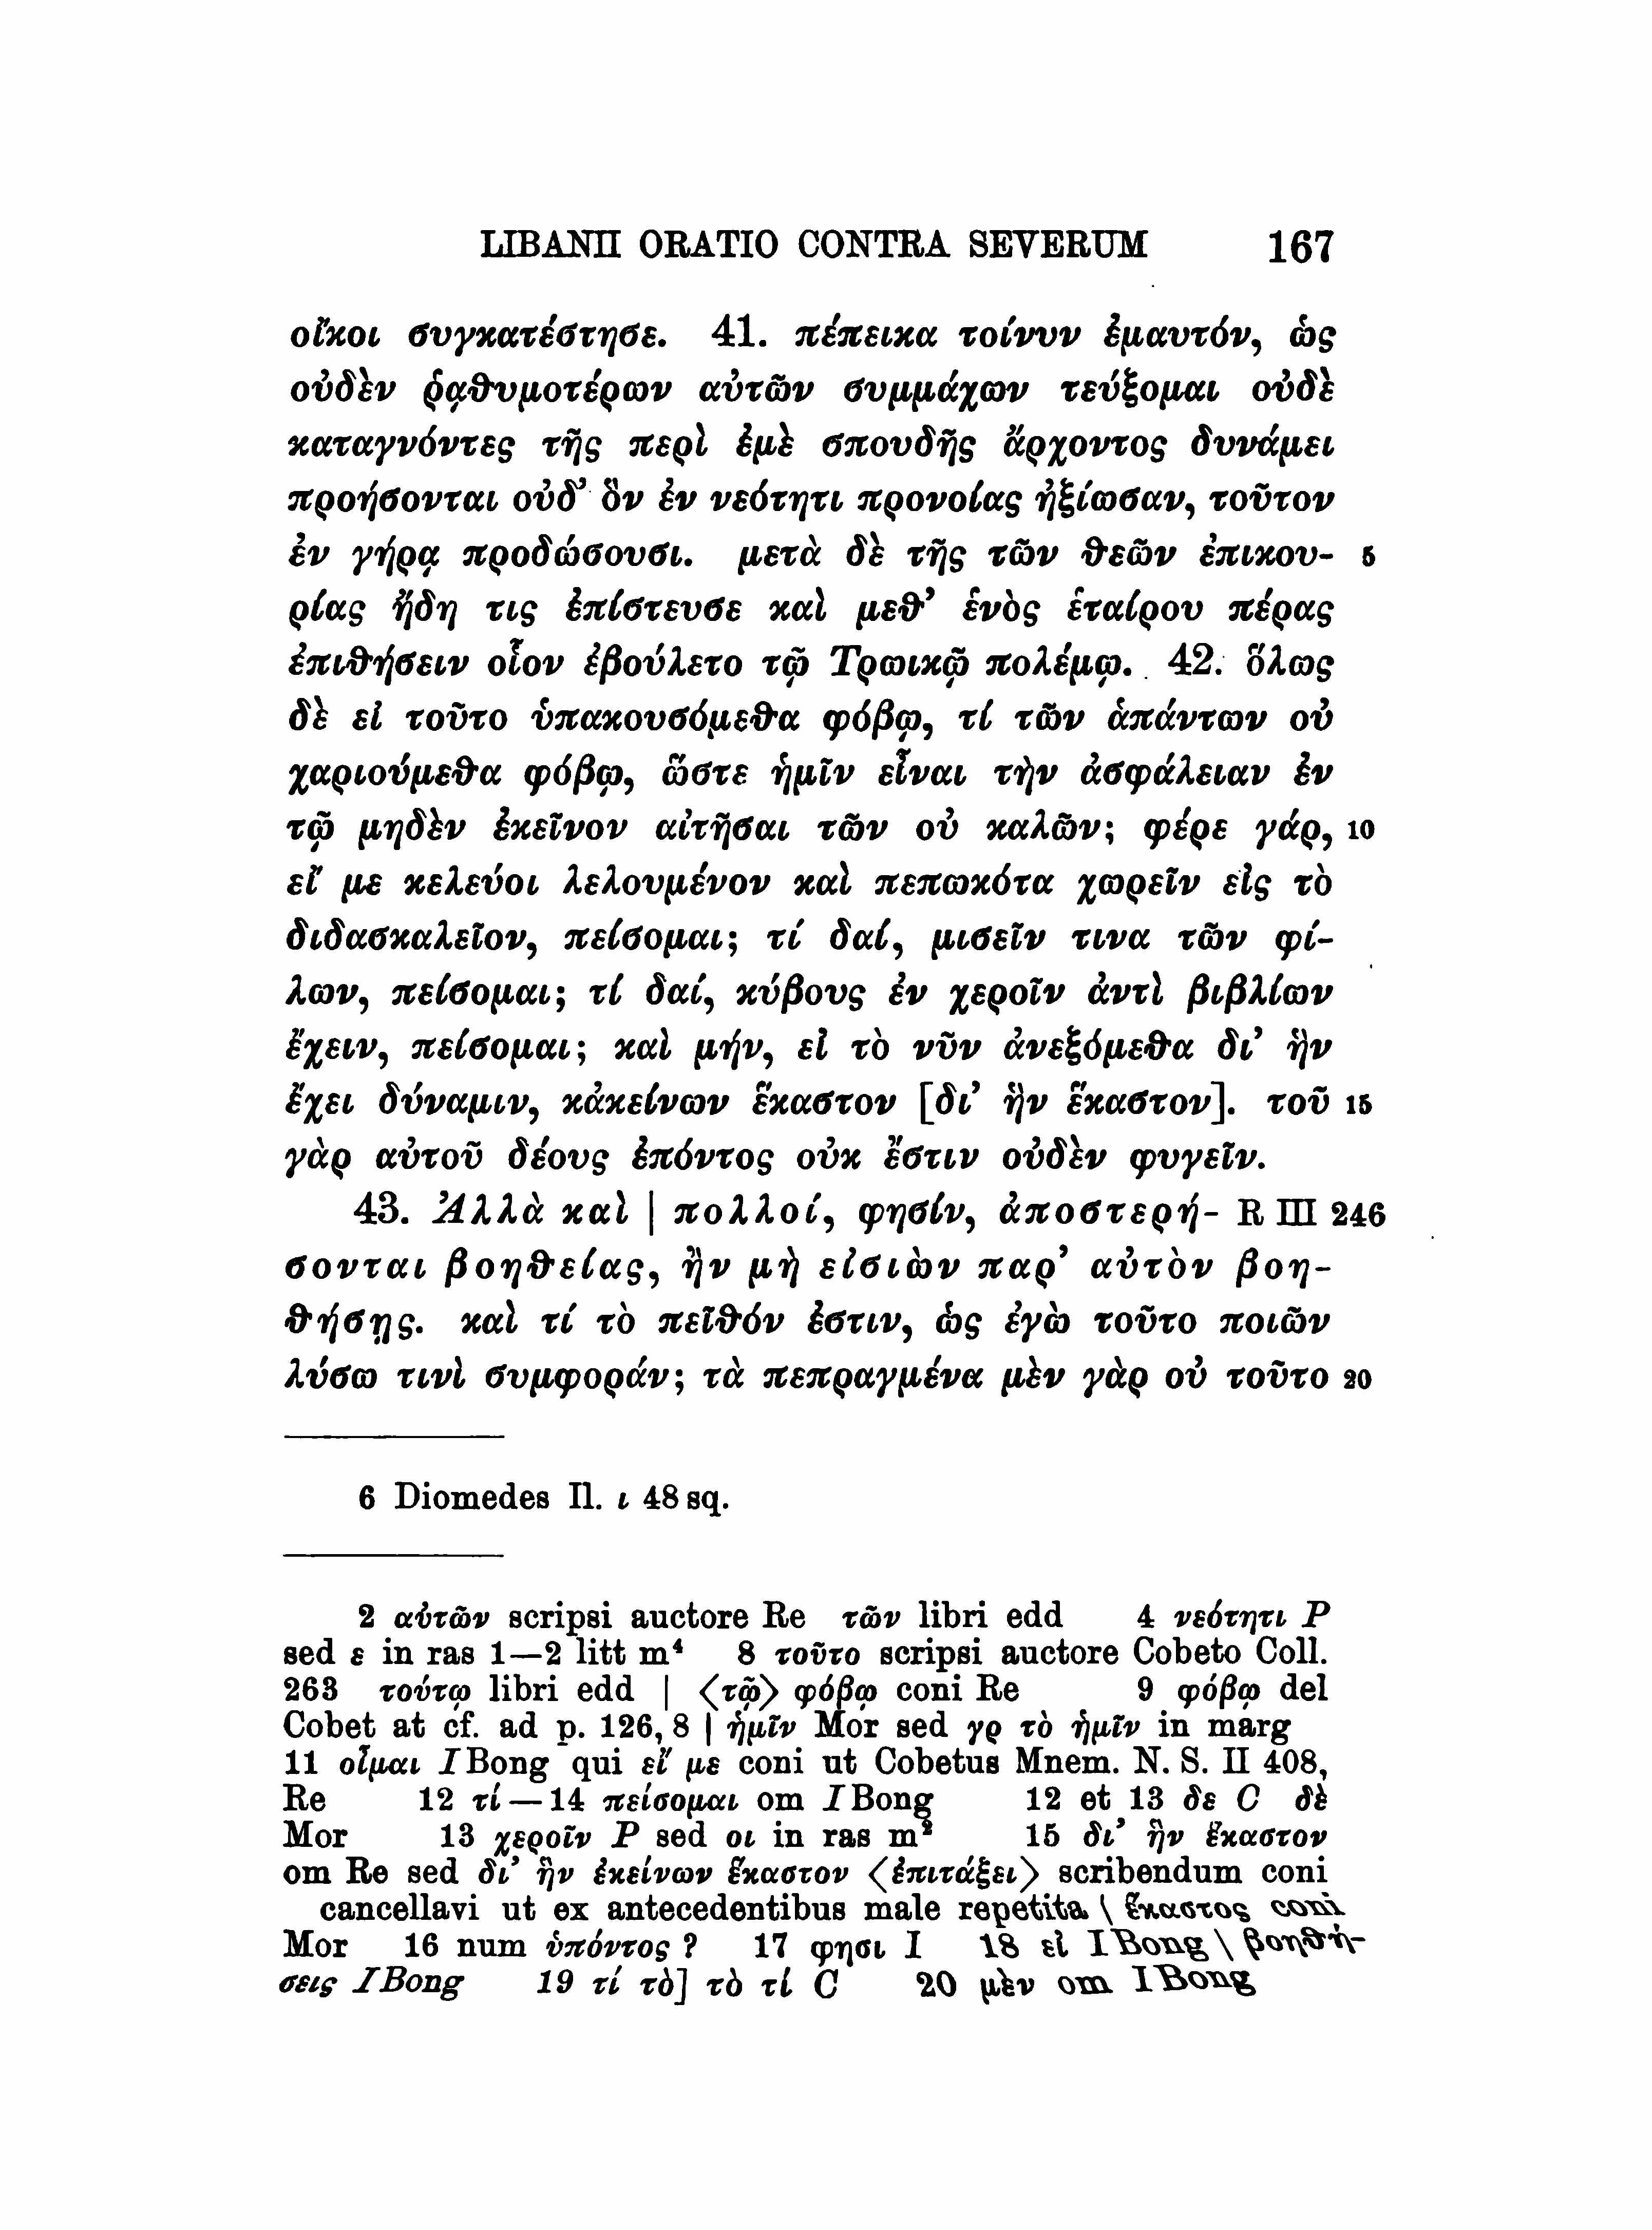 LIBANII ORATIO CONTRA SEVERUM 167
οἴκοι συγκατέστησε. 41. πέπεικα τοίνυν ἐμαυτόν, ὡς
οὐδὲν ῥᾳθυμοτέρων αὐτῶν συμμάχων τεύξομαι οὐδὲ
καταγνόντες τῆς περὶ ἐμὲ σπουδῆς ἄρχοντος δυνάμει
προήσονται οὐδ’ ὃν ἐν νεότητι προνοίας ἠξίωσαν, τοῦτον
ἐν γήρᾳ προδώσουσι. μετὰ δὲ τῆς τῶν θεῶν ἐπικου- 5
ρίας ἤδη τις ἐπίστευσε καὶ μεθ’ ἑνὸς ἑταίρου πέρας
ἐπιθήσειν οἷον ἐβούλετο τῷ Τρωικῷ πολέμῳ. 42. ὅλως
δὲ εἰ τοῦτο ὑπακουσόμεθα φόβῳ, τί τῶν ἁπάντων οὐ
χαριούμεθα φόβῳ, ὥστε ἡμῖν εἶναι τὴν ἀσφάλειαν ἐν
τῷ μηδὲν ἐκεῖνον αἰτῆσαι τῶν οὐ καλῶν; φέρε γάρ, 10
εἴ με κελεύοι λελουμένον καὶ πεπωκότα χωρεῖν εἰς τὸ
διδασκαλεῖον, πείσομαι; τί δαί, μισεῖν τινα τῶν φί-
λων, πείσομαι; τί δαί, κύβους ἐν χεροῖν ἀντὶ βιβλίων
ἔχειν, πείσομαι; καὶ μήν, εἰ τὸ νῦν ἀνεξόμεθα δι’ ἣν
ἔχει δύναμιν, κἀκείνων ἕκαστον [δι’ ἣν ἕκαστον]. τοῦ 15
γὰρ αὐτοῦ δέους ἐπόντος οὐκ ἔστιν οὐδὲν φυγεῖν.
43. Ἀλλὰ καὶ | πολλοί, φησίν, ἀποστερή- R III 246
σονται βοηθείας, ἢν μὴ εἰσιὼν παρ’ αὐτὸν βοη-
θήσῃς. καὶ τί τὸ πεῖθόν ἐστιν, ὡς ἐγὼ τοῦτο ποιῶν
λύσω τινὶ συμφοράν; τὰ πεπραγμένα μὲν γὰρ οὐ τοῦτο 20
6 Diomedes Il. ι 48 sq.
2 αὐτῶν scripsi auctore Re τῶν libri edd 4 νεότητι P
sed ε in ras 1—2 litt m⁴ 8 τοῦτο scripsi auctore Cobeto Coll.
263 τούτῳ libri edd | ⟨τῷ⟩ φόβῳ coni Re 9 φόβῳ del
Cobet at cf. ad p. 126, 8 | ἡμῖν Mor sed γρ τὸ ἡμῖν in marg
11 οἶμαι I Bong qui εἴ με coni ut Cobetus Mnem. N. S. II 408,
Re 12 τί — 14 πείσομαι om I Bong 12 et 13 δε C δὲ
Mor 13 χεροῖν P sed οι in ras m² 15 δι’ ἣν ἕκαστον
om Re sed δι’ ἣν ἐκείνων ἕκαστον ⟨ἐπιτάξει⟩ scribendum coni
cancellavi ut ex antecedentibus male repetita \ ἕκαστος coni
Mor 16 num ὑπόντος ? 17 φησι I 18 εἰ I Bong \ βοηθή-
σεις I Bong 19 τί τὸ] τὸ τί C 20 μὲν om I Bong